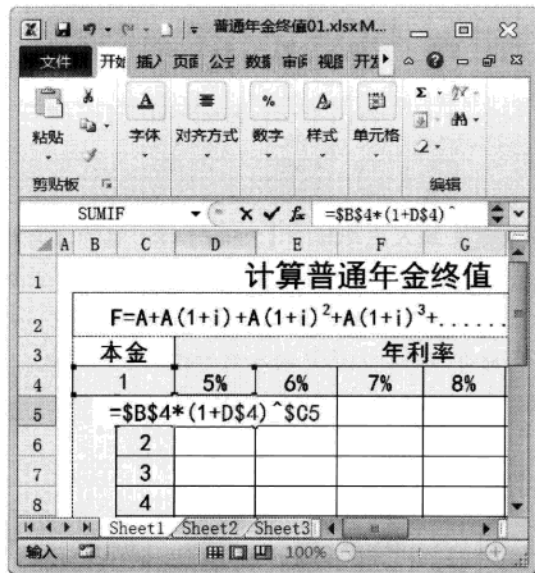 普通年金终值01.xlsx M...
文件 开始 插入 页面 公式 数据 审阅 视图 开发
粘贴 字体 对齐方式 数字 样式 单元格
剪贴板 编辑
SUMIF =$B$4*(1+D$4)^
A B C D E F G
1 计算普通年金终值
2 F=A+A(1+i)+A(1+i)²+A(1+i)³+......
3 本金 年利率
4 1 5% 6% 7% 8%
5 =$B$4*(1+D$4)^$C5
6 2
7 3
8 4
Sheet1 Sheet2 Sheet3
输入 100%